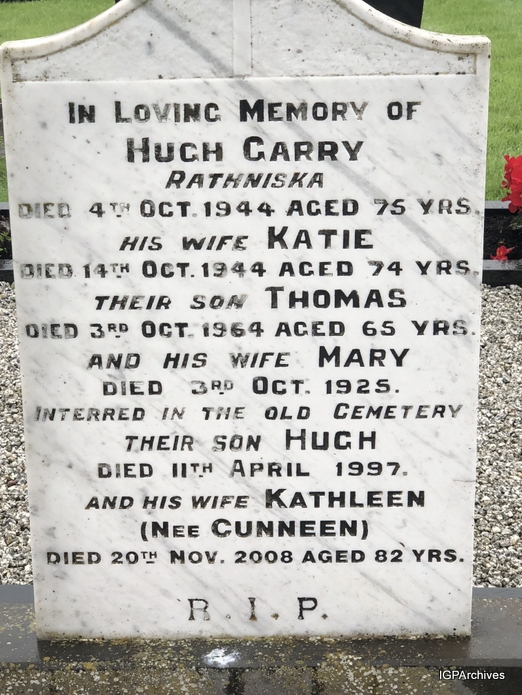 IN LOVING MEMORY OF
HUGH GARRY
RATHNISKA
DIED 4TH OCT. 1944 AGED 75 YRS.
HIS WIFE KATIE
DIED 14TH OCT. 1944 AGED 74 YRS.
THEIR SON THOMAS
DIED 3RD OCT. 1964 AGED 65 YRS.
AND HIS WIFE MARY
DIED 3RD OCT. 1925.
INTERRED IN THE OLD CEMETERY
THEIR SON HUGH
DIED 11TH APRIL 1997.
AND HIS WIFE KATHLEEN
(NEE CUNNEEN)
DIED 20TH NOV. 2008 AGED 82 YRS.
R.I.P.
IGPArchives